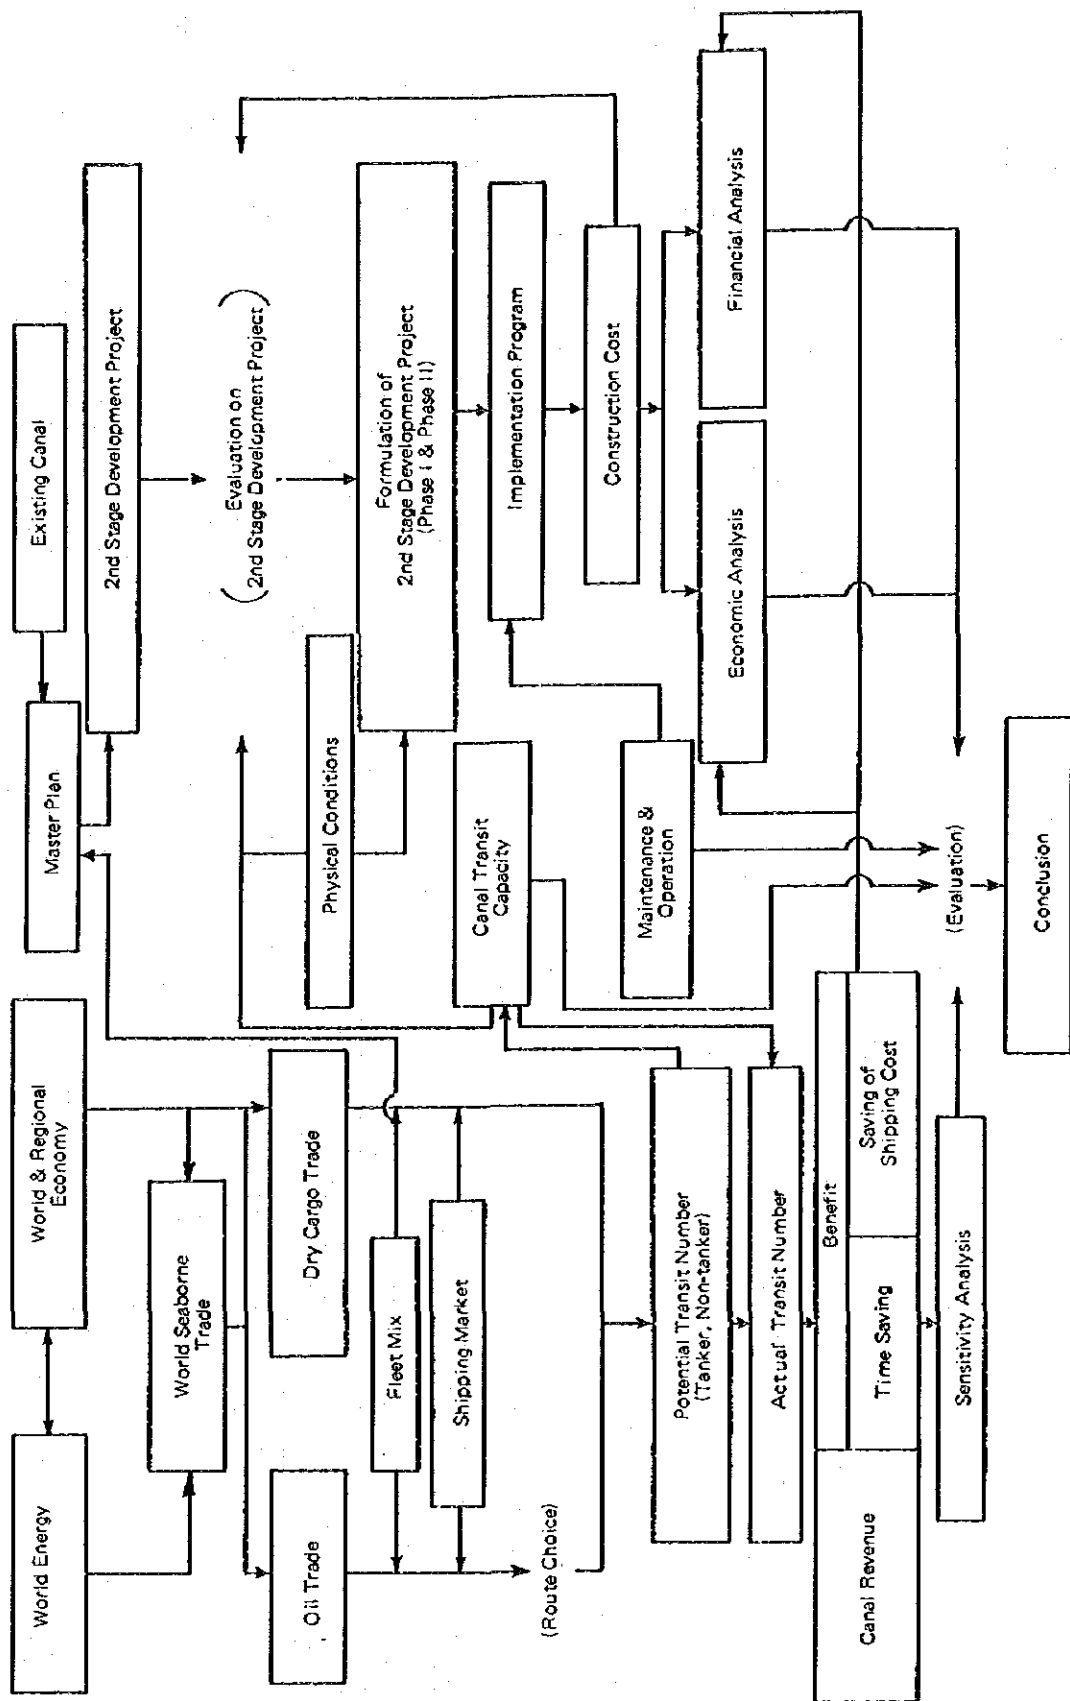 World Energy
World & Regional
Economy
Master Plan
Existing Canal
2nd Stage Development Project
World Seaborne
Trade
Evaluation on
(2nd Stage Development Project)
Oil Trade
Dry Cargo Trade
Physical Conditions
Fleet Mix
Formulation of
2nd Stage Development Project
(Phase I & Phase II)
Shipping Market
Canal Transit
Capacity
Implementation Program
(Route Choice)
Construction Cost
Potential Transit Number
(Tanker, Non-tanker)
Maintenance &
Operation
Actual Transit Number
Economic Analysis
Financial Analysis
Canal Revenue
Benefit
Time Saving
Saving of
Shipping Cost
Sensitivity Analysis
(Evaluation)
Conclusion